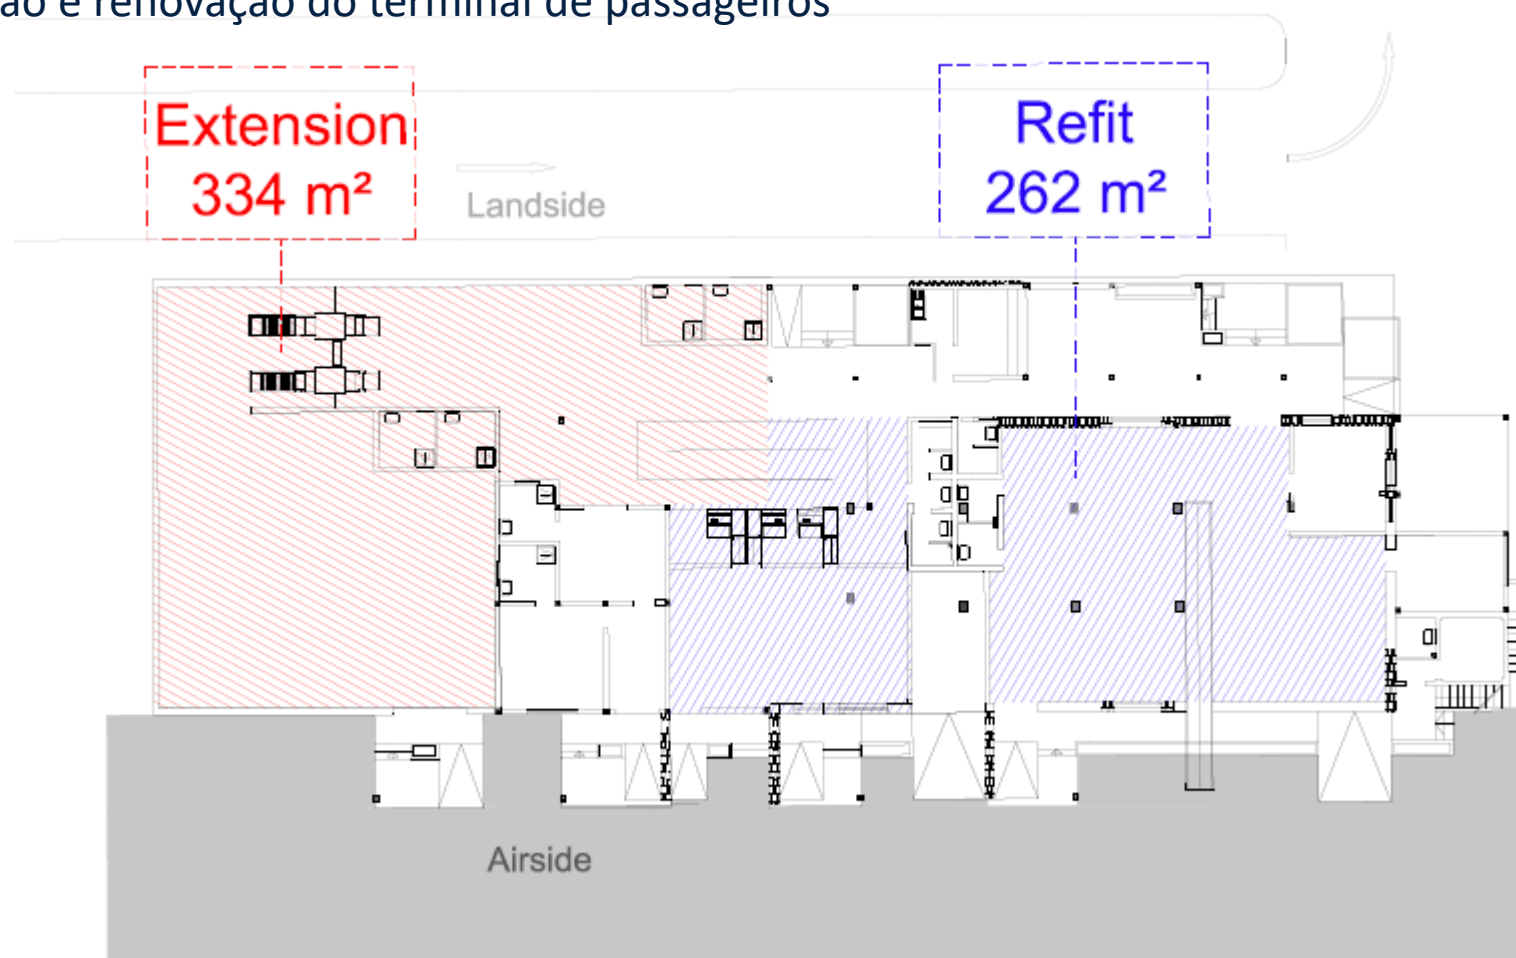 ão e renovação do terminal de passageiros
Extension
334 m²
Refit
262 m²
Landside
Airside